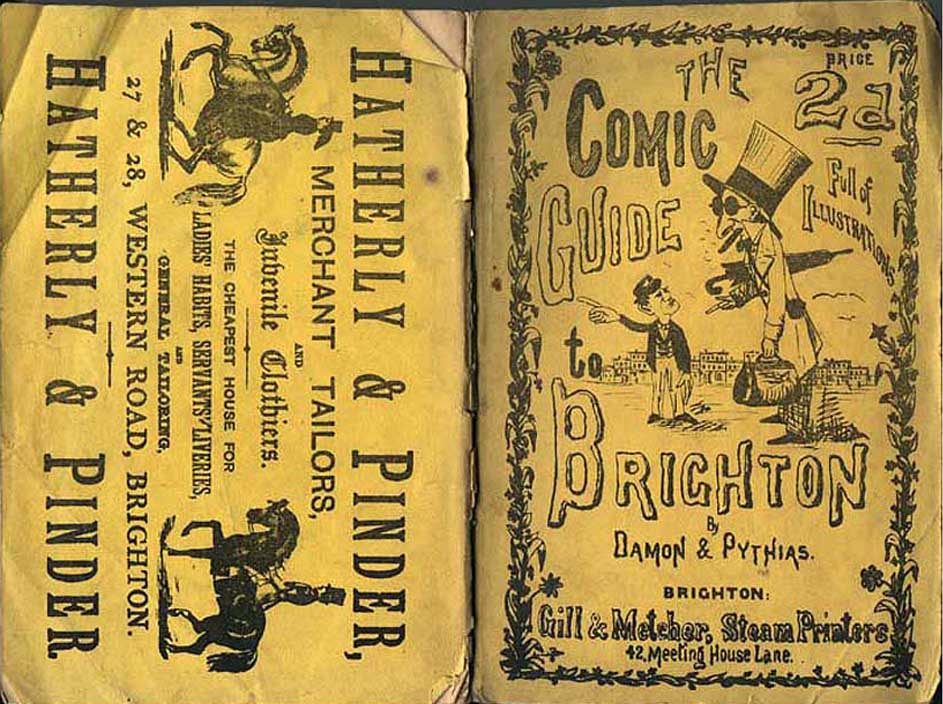 HATHERLY & PINDER,
MERCHANT TAILORS,
AND
Juvenile Clothiers.
THE CHEAPEST HOUSE FOR
LADIES' HABITS, SERVANTS' LIVERIES,
AND
GENERAL TAILORING,
27 & 28, WESTERN ROAD, BRIGHTON.
HATHERLY & PINDER
PRICE
2d
THE
COMIC
GUIDE
to
BRIGHTON
Full of
ILLUSTRATIONS
By
DAMON & PYTHIAS.
BRIGHTON:
Gill & Metcher, Steam Printers
42, Meeting House Lane.